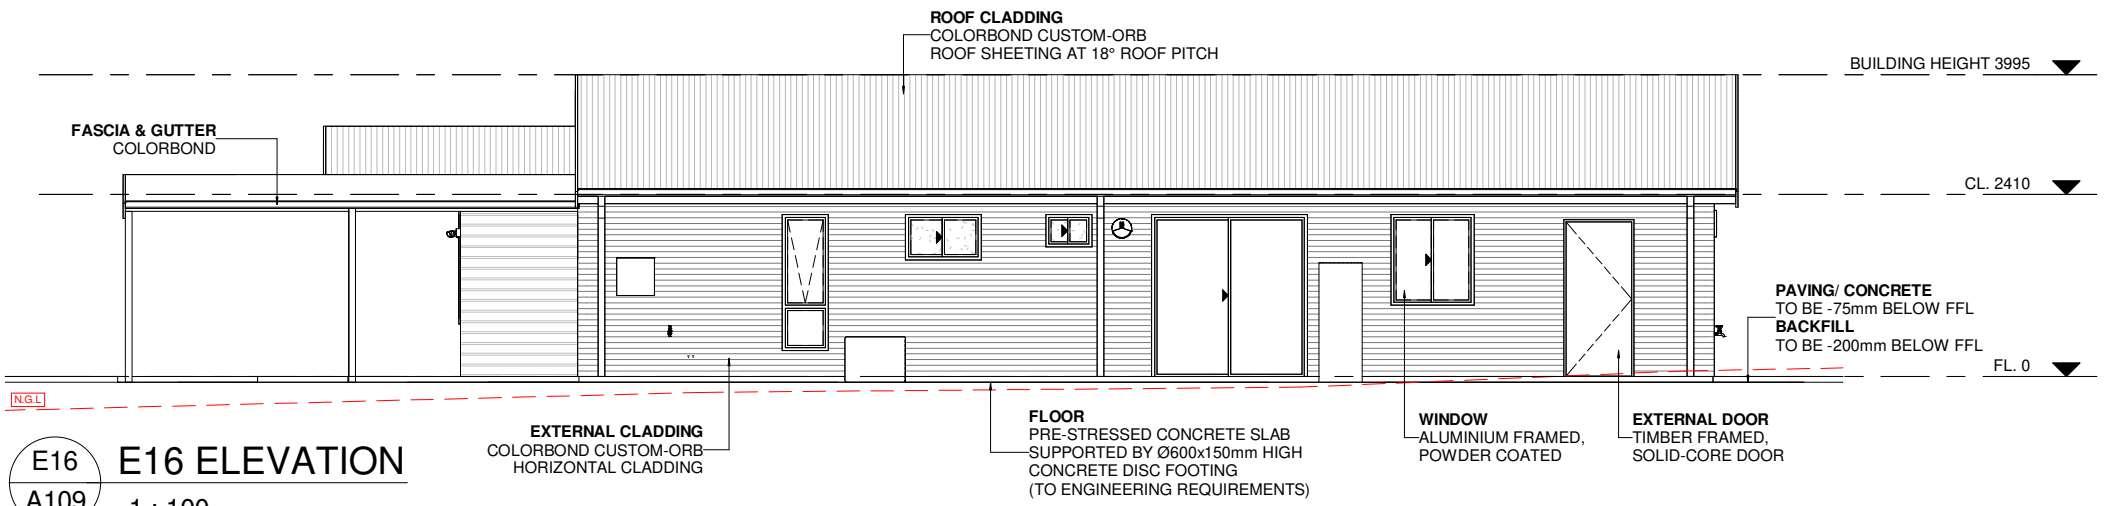 ROOF CLADDING
COLORBOND CUSTOM-ORB
ROOF SHEETING AT 18° ROOF PITCH
BUILDING HEIGHT 3995
FASCIA & GUTTER
COLORBOND
CL. 2410
PAVING/ CONCRETE
TO BE -75mm BELOW FFL
BACKFILL
TO BE -200mm BELOW FFL
FL. 0
N.G.L
EXTERNAL CLADDING
COLORBOND CUSTOM-ORB
HORIZONTAL CLADDING
FLOOR
PRE-STRESSED CONCRETE SLAB
SUPPORTED BY Ø600x150mm HIGH
CONCRETE DISC FOOTING
(TO ENGINEERING REQUIREMENTS)
WINDOW
ALUMINIUM FRAMED,
POWDER COATED
EXTERNAL DOOR
TIMBER FRAMED,
SOLID-CORE DOOR
E16
A109
E16 ELEVATION
1 : 100